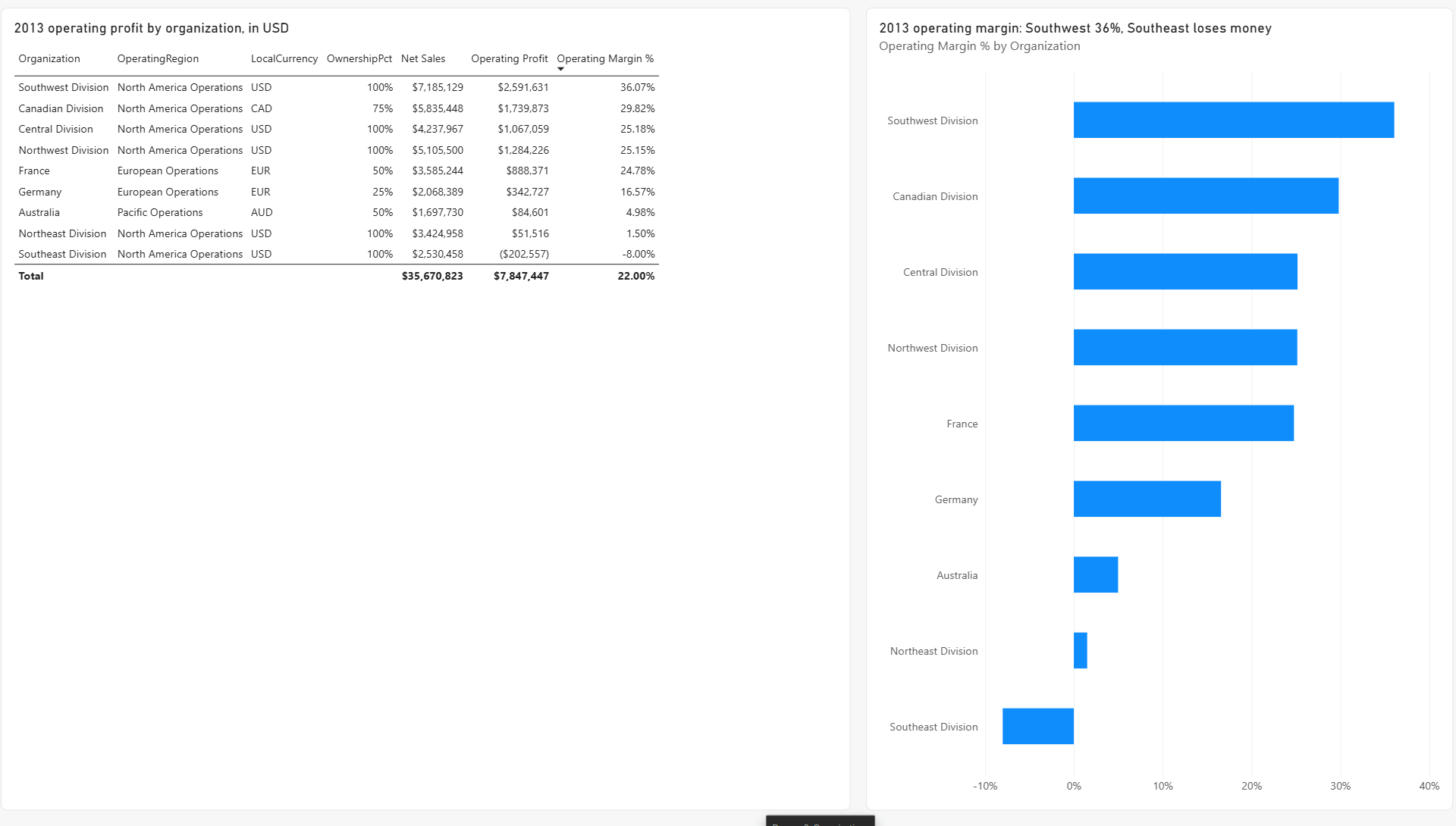 2013 operating profit by organization, in USD
Organization OperatingRegion LocalCurrency OwnershipPct Net Sales Operating Profit Operating Margin %
Southwest Division North America Operations USD 100% $7,185,129 $2,591,631 36.07%
Canadian Division North America Operations CAD 75% $5,835,448 $1,739,873 29.82%
Central Division North America Operations USD 100% $4,237,967 $1,067,059 25.18%
Northwest Division North America Operations USD 100% $5,105,500 $1,284,226 25.15%
France European Operations EUR 50% $3,585,244 $888,371 24.78%
Germany European Operations EUR 25% $2,068,389 $342,727 16.57%
Australia Pacific Operations AUD 50% $1,697,730 $84,601 4.98%
Northeast Division North America Operations USD 100% $3,424,958 $51,516 1.50%
Southeast Division North America Operations USD 100% $2,530,458 ($202,557) -8.00%
Total $35,670,823 $7,847,447 22.00%
2013 operating margin: Southwest 36%, Southeast loses money
Operating Margin % by Organization
Southwest Division
Canadian Division
Central Division
Northwest Division
France
Germany
Australia
Northeast Division
Southeast Division
-10% 0% 10% 20% 30% 40%